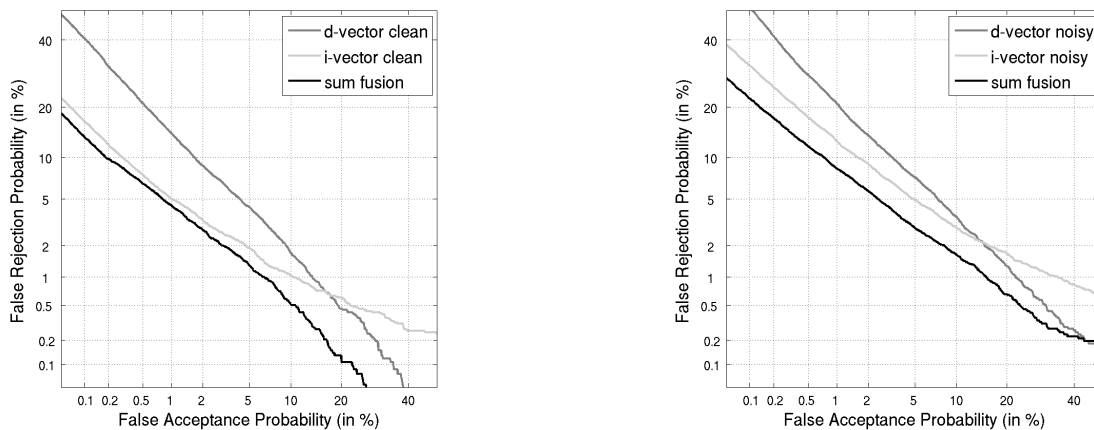 d-vector clean
i-vector clean
sum fusion
False Rejection Probability (in %)
40
20
10
5
2
1
0.5
0.2
0.1
0.1 0.2 0.5 1 2 5 10 20 40
False Acceptance Probability (in %)
d-vector noisy
i-vector noisy
sum fusion
False Rejection Probability (in %)
40
20
10
5
2
1
0.5
0.2
0.1
0.1 0.2 0.5 1 2 5 10 20 40
False Acceptance Probability (in %)